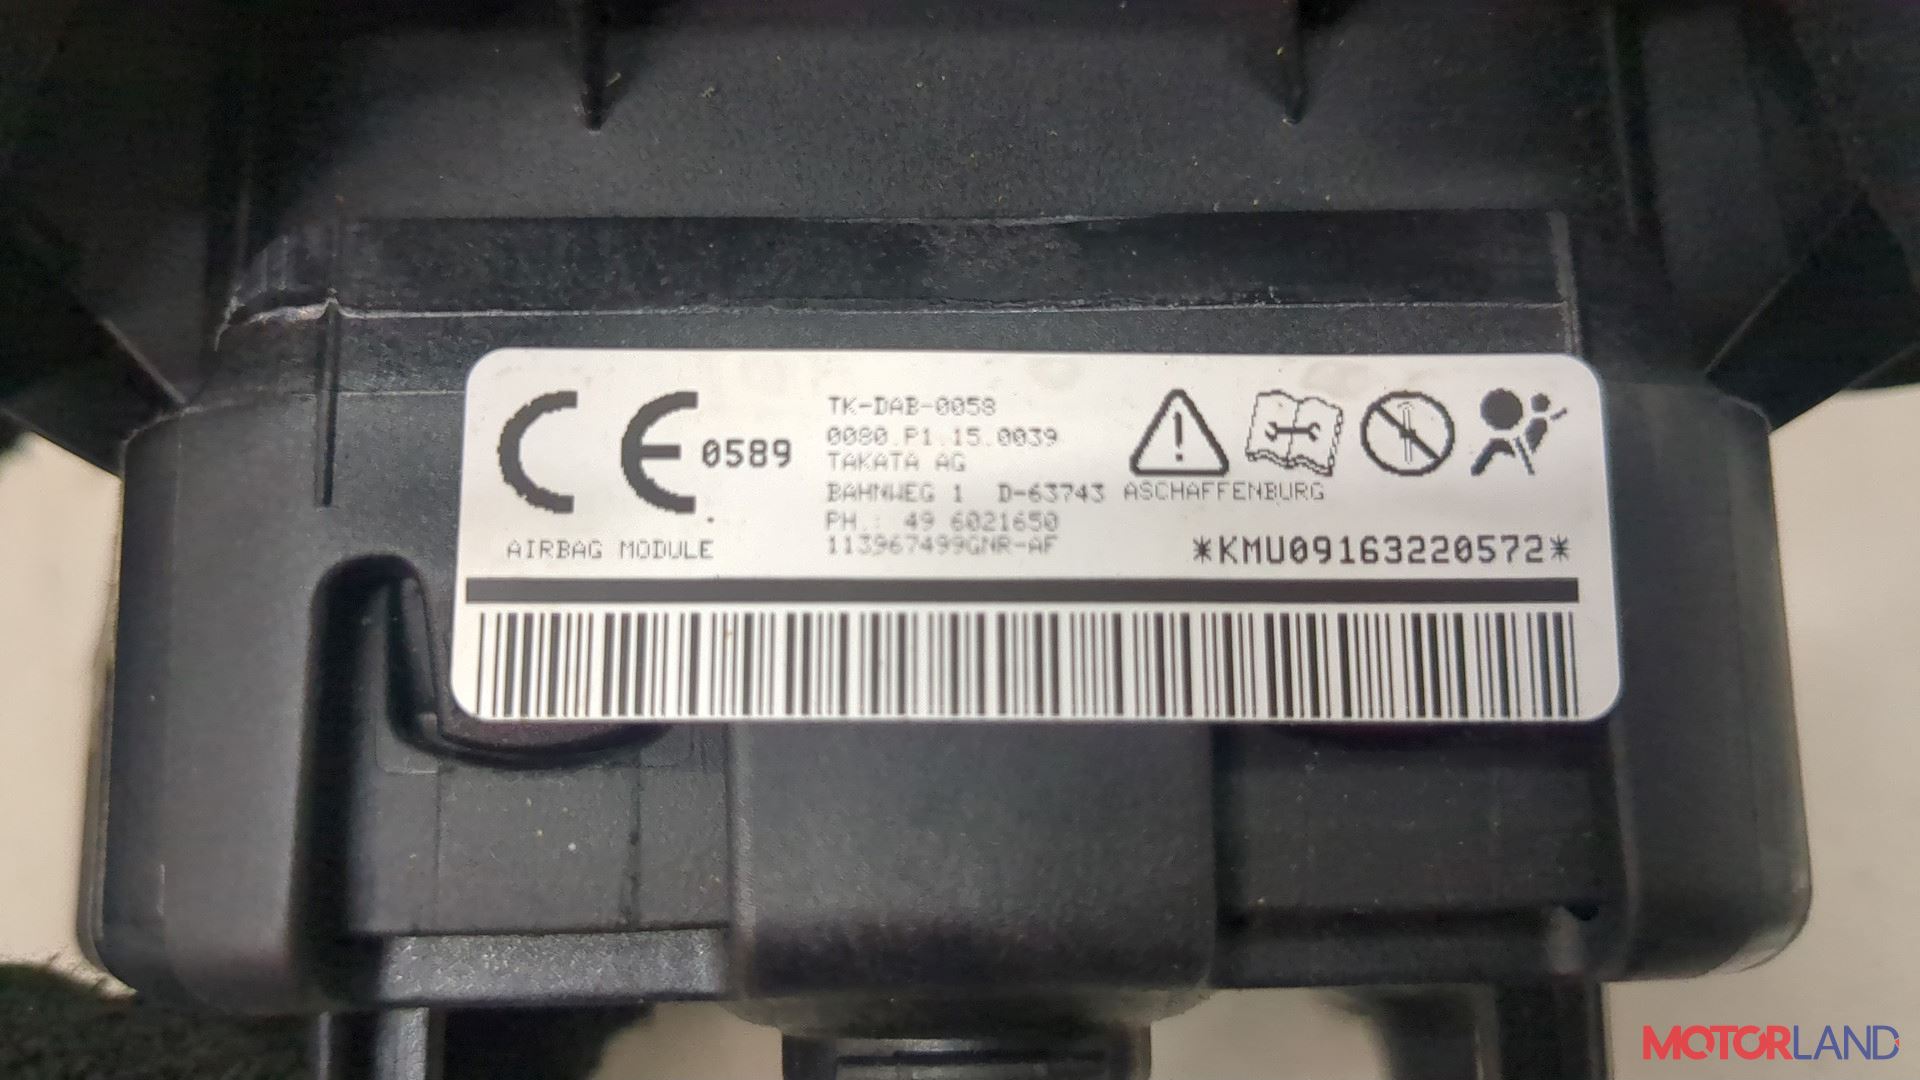 CE 0589
AIRBAG MODULE
TK-DAB-0058
0080.P1.15.0039
TAKATA AG
BAHNWEG 1 D-63743 ASCHAFFENBURG
PH.: 49 6021650
113967499GNR-AF
*KMU09163220572*
MOTORLAND